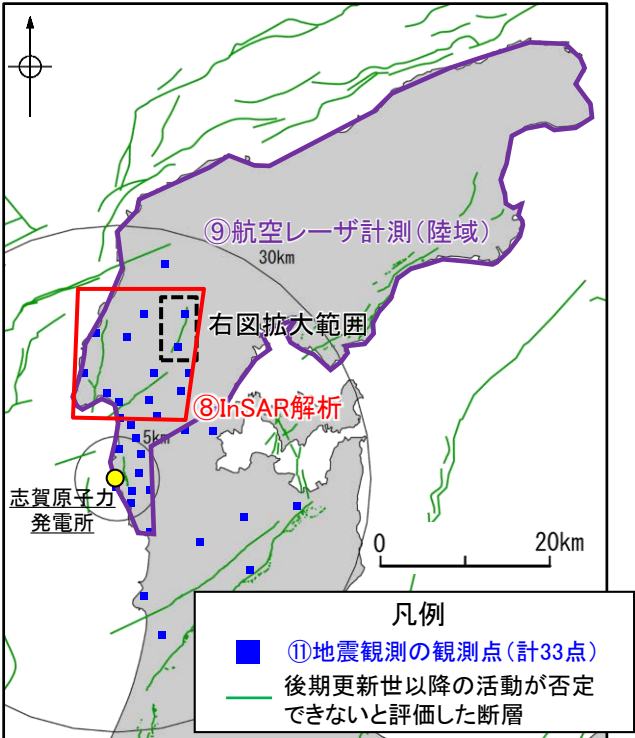 ⑨航空レーザ計測(陸域)
30km
右図拡大範囲
⑧InSAR解析
5km
志賀原子力
発電所
0
20km
凡例
⑪地震観測の観測点(計33点)
後期更新世以降の活動が否定
できないと評価した断層